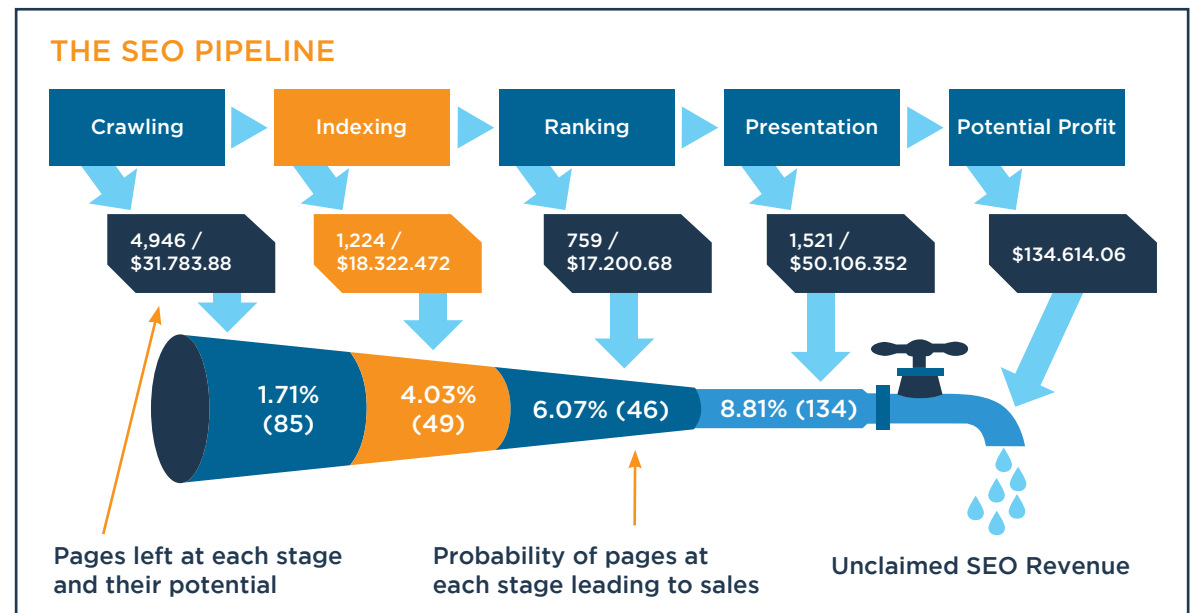 THE SEO PIPELINE
Crawling
Indexing
Ranking
Presentation
Potential Profit
4,946 /
$31.783.88
1,224 /
$18.322.472
759 /
$17.200.68
1,521 /
$50.106.352
$134.614.06
1.71%
(85)
4.03%
(49)
6.07% (46)
8.81% (134)
Pages left at each stage
and their potential
Probability of pages at
each stage leading to sales
Unclaimed SEO Revenue